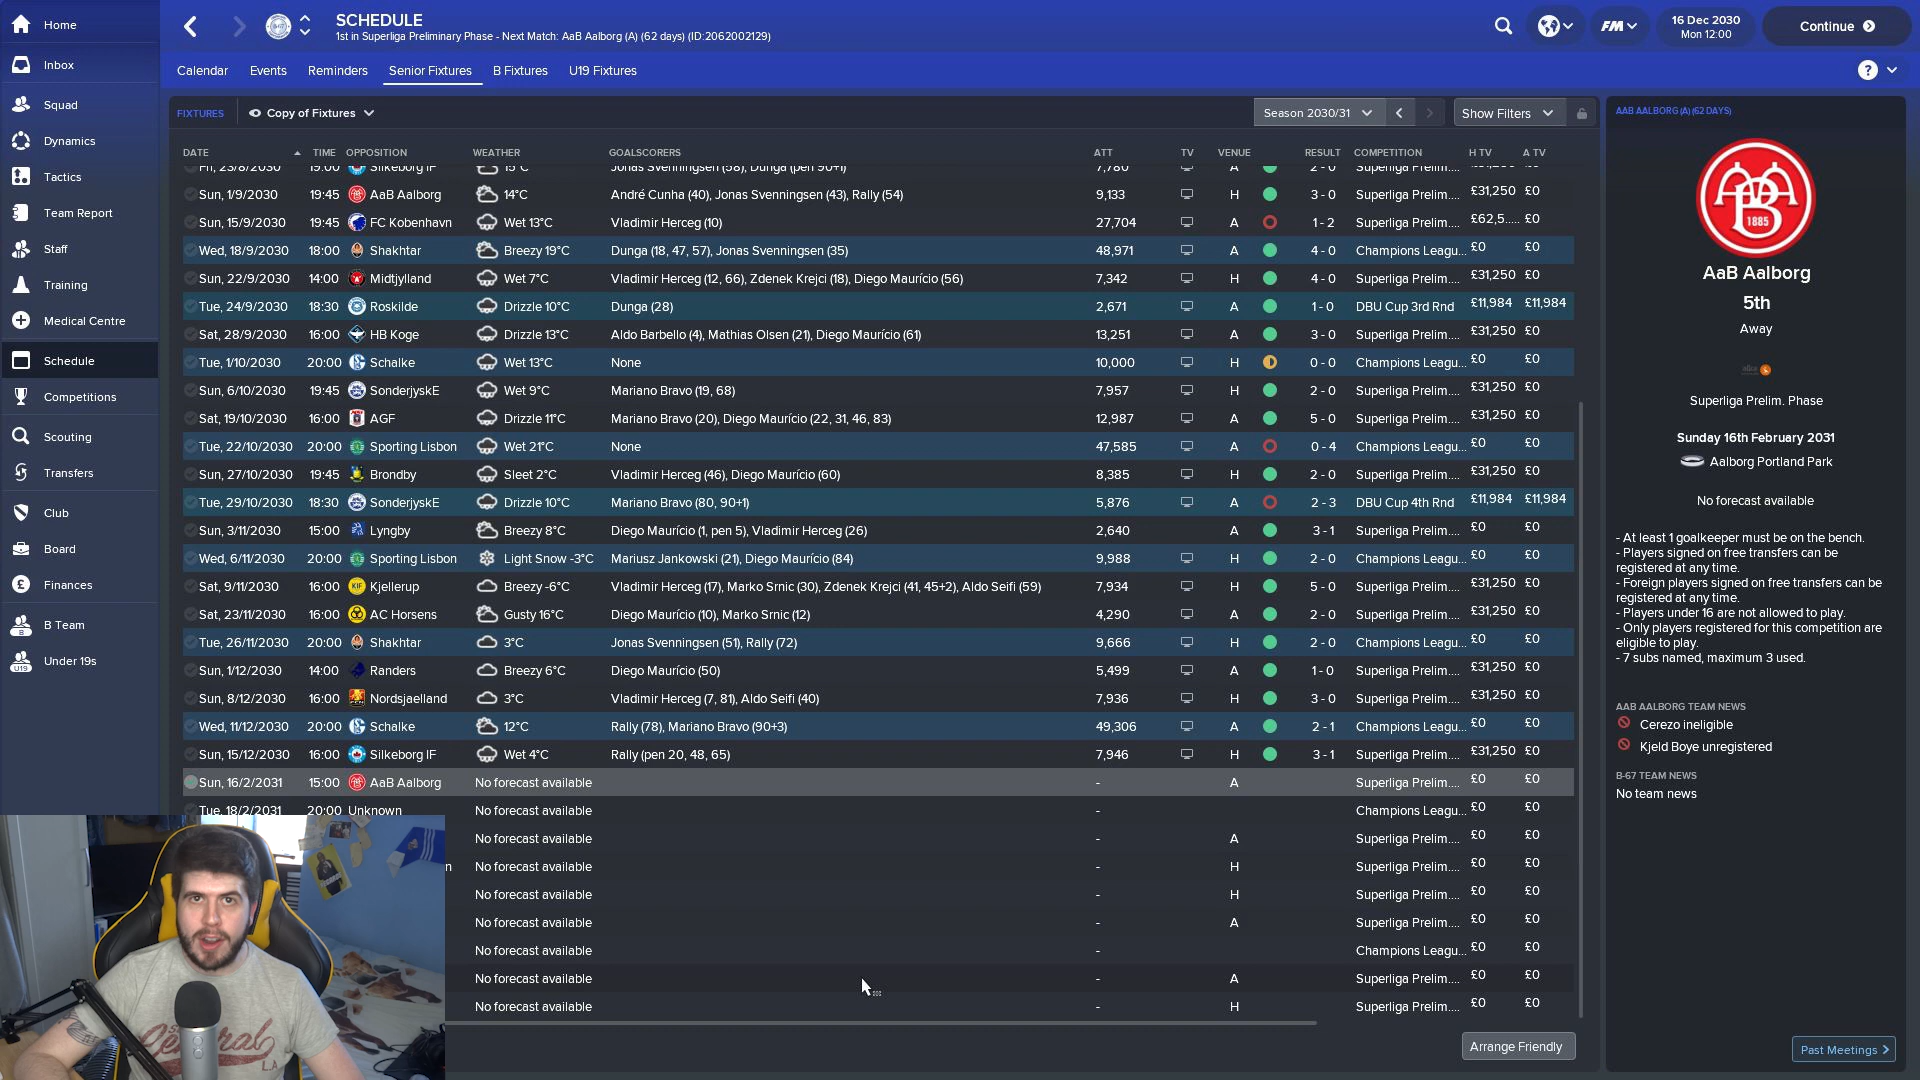 Home
Inbox
Squad
Dynamics
Tactics
Team Report
Staff
Training
Medical Centre
Schedule
Competitions
Scouting
Transfers
Club
Board
Finances
B Team
Under 19s
SCHEDULE
1st in Superliga Preliminary Phase - Next Match: AaB Aalborg (A) (62 days) (ID:2062002129)
FM
16 Dec 2030
Mon 12:00
Continue
Calendar Events Reminders Senior Fixtures B Fixtures U19 Fixtures
?
FIXTURES Copy of Fixtures Season 2030/31 Show Filters
DATE TIME OPPOSITION WEATHER GOALSCORERS ATT TV VENUE RESULT COMPETITION H TV A TV
Fri, 23/8/2030 19:00 Silkeborg IF 15°C Jonas Svenningsen (58), Dunga (pen 90+1) 7,780 A 2 - 0 Superliga Prelim....
Sun, 1/9/2030 19:45 AaB Aalborg 14°C André Cunha (40), Jonas Svenningsen (43), Rally (54) 9,133 H 3 - 0 Superliga Prelim.... £31,250 £0
Sun, 15/9/2030 19:45 FC Kobenhavn Wet 13°C Vladimir Herceg (10) 27,704 A 1 - 2 Superliga Prelim.... £62,5..... £0
Wed, 18/9/2030 18:00 Shakhtar Breezy 19°C Dunga (18, 47, 57), Jonas Svenningsen (35) 48,971 A 4 - 0 Champions Leagu... £0 £0
Sun, 22/9/2030 14:00 Midtjylland Wet 7°C Vladimir Herceg (12, 66), Zdenek Krejci (18), Diego Maurício (56) 7,342 H 4 - 0 Superliga Prelim.... £31,250 £0
Tue, 24/9/2030 18:30 Roskilde Drizzle 10°C Dunga (28) 2,671 A 1 - 0 DBU Cup 3rd Rnd £11,984 £11,984
Sat, 28/9/2030 16:00 HB Koge Drizzle 13°C Aldo Barbello (4), Mathias Olsen (21), Diego Maurício (61) 13,251 A 3 - 0 Superliga Prelim.... £31,250 £0
Tue, 1/10/2030 20:00 Schalke Wet 13°C None 10,000 H 0 - 0 Champions Leagu... £0 £0
Sun, 6/10/2030 19:45 SonderjyskE Wet 9°C Mariano Bravo (19, 68) 7,957 H 2 - 0 Superliga Prelim.... £31,250 £0
Sat, 19/10/2030 16:00 AGF Drizzle 11°C Mariano Bravo (20), Diego Maurício (22, 31, 46, 83) 12,987 A 5 - 0 Superliga Prelim.... £31,250 £0
Tue, 22/10/2030 20:00 Sporting Lisbon Wet 21°C None 47,585 A 0 - 4 Champions Leagu... £0 £0
Sun, 27/10/2030 19:45 Brondby Sleet 2°C Vladimir Herceg (46), Diego Maurício (60) 8,385 H 2 - 0 Superliga Prelim.... £31,250 £0
Tue, 29/10/2030 18:30 SonderjyskE Drizzle 10°C Mariano Bravo (80, 90+1) 5,876 A 2 - 3 DBU Cup 4th Rnd £11,984 £11,984
Sun, 3/11/2030 15:00 Lyngby Breezy 8°C Diego Maurício (1, pen 5), Vladimir Herceg (26) 2,640 A 3 - 1 Superliga Prelim.... £0 £0
Wed, 6/11/2030 20:00 Sporting Lisbon Light Snow -3°C Mariusz Jankowski (21), Diego Maurício (84) 9,988 H 2 - 0 Champions Leagu... £0 £0
Sat, 9/11/2030 16:00 Kjellerup Breezy -6°C Vladimir Herceg (17), Marko Srnic (30), Zdenek Krejci (41, 45+2), Aldo Seifi (59) 7,934 H 5 - 0 Superliga Prelim.... £31,250 £0
Sat, 23/11/2030 16:00 AC Horsens Gusty 16°C Diego Maurício (10), Marko Srnic (12) 4,290 A 2 - 0 Superliga Prelim.... £31,250 £0
Tue, 26/11/2030 20:00 Shakhtar 3°C Jonas Svenningsen (51), Rally (72) 9,666 H 2 - 0 Champions Leagu... £0 £0
Sun, 1/12/2030 14:00 Randers Breezy 6°C Diego Maurício (50) 5,499 A 1 - 0 Superliga Prelim.... £31,250 £0
Sun, 8/12/2030 16:00 Nordsjaelland 3°C Vladimir Herceg (7, 81), Aldo Seifi (40) 7,936 H 3 - 0 Superliga Prelim.... £31,250 £0
Wed, 11/12/2030 20:00 Schalke 12°C Rally (78), Mariano Bravo (90+3) 49,306 A 2 - 1 Champions Leagu... £0 £0
Sun, 15/12/2030 16:00 Silkeborg IF Wet 4°C Rally (pen 20, 48, 65) 7,946 H 3 - 1 Superliga Prelim.... £31,250 £0
Sun, 16/2/2031 15:00 AaB Aalborg No forecast available - A Superliga Prelim.... £0 £0
Tue, 18/2/2031 20:00 Unknown No forecast available - Champions Leagu... £0 £0
No forecast available - A Superliga Prelim.... £0 £0
n No forecast available - H Superliga Prelim.... £0 £0
No forecast available - H Superliga Prelim.... £0 £0
No forecast available - A Superliga Prelim.... £0 £0
No forecast available - Champions Leagu... £0 £0
No forecast available - A Superliga Prelim.... £0 £0
No forecast available - H Superliga Prelim.... £0 £0
Arrange Friendly
AAB AALBORG (A) (62 DAYS)
1885
AaB Aalborg
5th
Away
Superliga Prelim. Phase
Sunday 16th February 2031
Aalborg Portland Park
No forecast available
- At least 1 goalkeeper must be on the bench.
- Players signed on free transfers can be
registered at any time.
- Foreign players signed on free transfers can be
registered at any time.
- Players under 16 are not allowed to play.
- Only players registered for this competition are
eligible to play.
- 7 subs named, maximum 3 used.
AAB AALBORG TEAM NEWS
Cerezo ineligible
Kjeld Boye unregistered
B-67 TEAM NEWS
No team news
Past Meetings
Central
L.A.